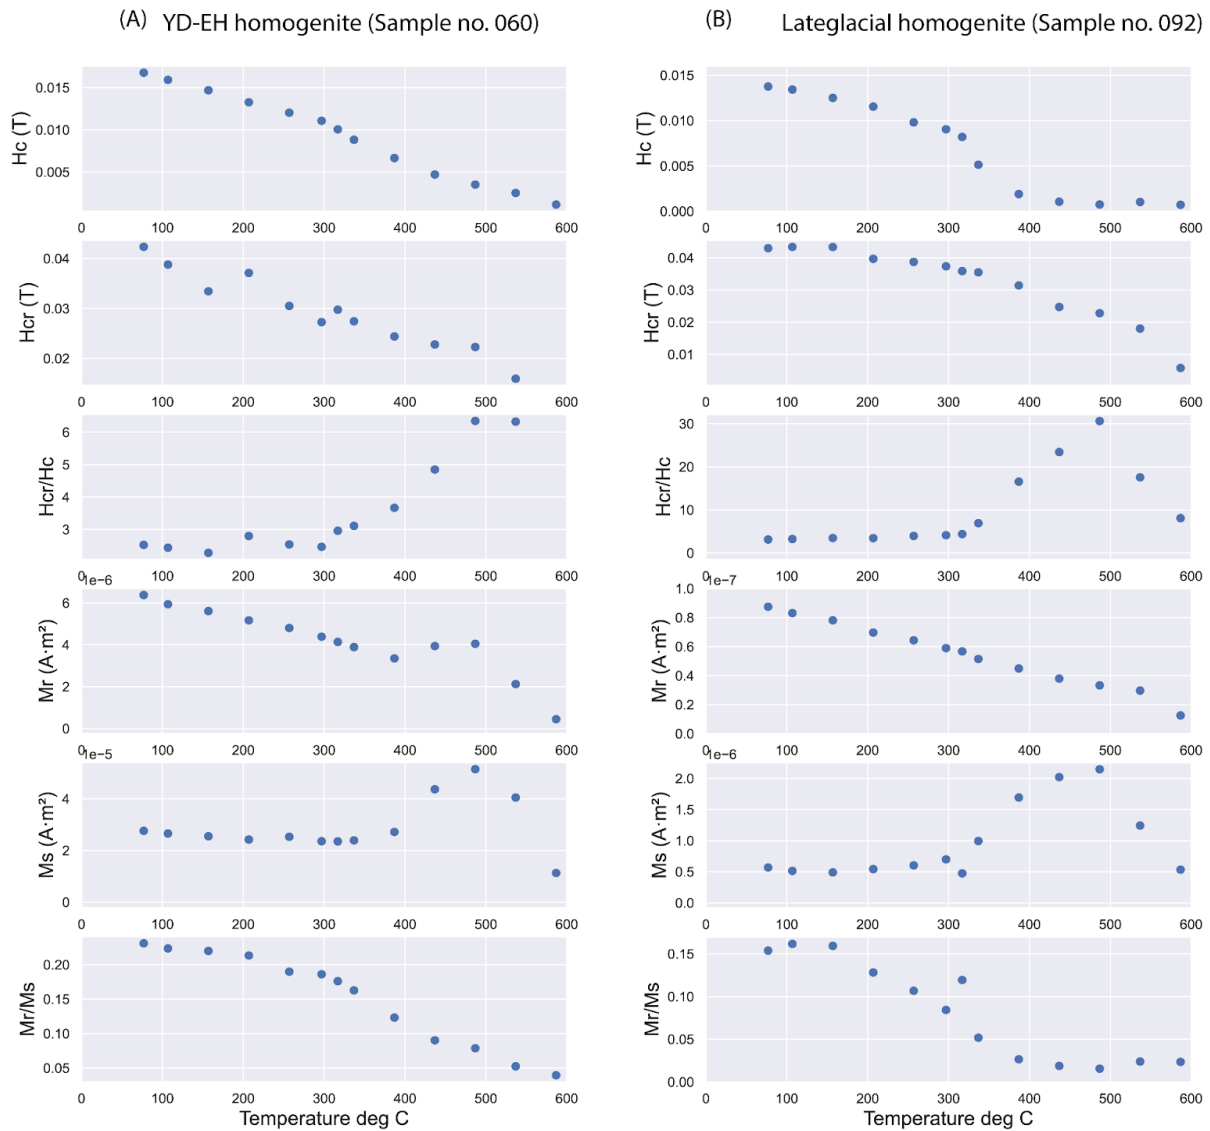 (A) YD-EH homogenite (Sample no. 060)
(B) Lateglacial homogenite (Sample no. 092)
Hc (T)
0.015
0.010
0.005
0 100 200 300 400 500 600
Hc (T)
0.015
0.010
0.005
0.000
0 100 200 300 400 500 600
Hcr (T)
0.04
0.03
0.02
0 100 200 300 400 500 600
Hcr (T)
0.04
0.03
0.02
0.01
0 100 200 300 400 500 600
Hcr/Hc
6
5
4
3
0 100 200 300 400 500 600
Hcr/Hc
30
20
10
0
0 100 200 300 400 500 600
1e−6
Mr (A·m²)
6
4
2
0
0 100 200 300 400 500 600
1e−7
Mr (A·m²)
1.0
0.8
0.6
0.4
0.2
0.0
0 100 200 300 400 500 600
1e−5
Ms (A·m²)
4
2
0
0 100 200 300 400 500 600
1e−6
Ms (A·m²)
2.0
1.5
1.0
0.5
0.0
0 100 200 300 400 500 600
Mr/Ms
0.20
0.15
0.10
0.05
0 100 200 300 400 500 600
Temperature deg C
Mr/Ms
0.15
0.10
0.05
0.00
0 100 200 300 400 500 600
Temperature deg C